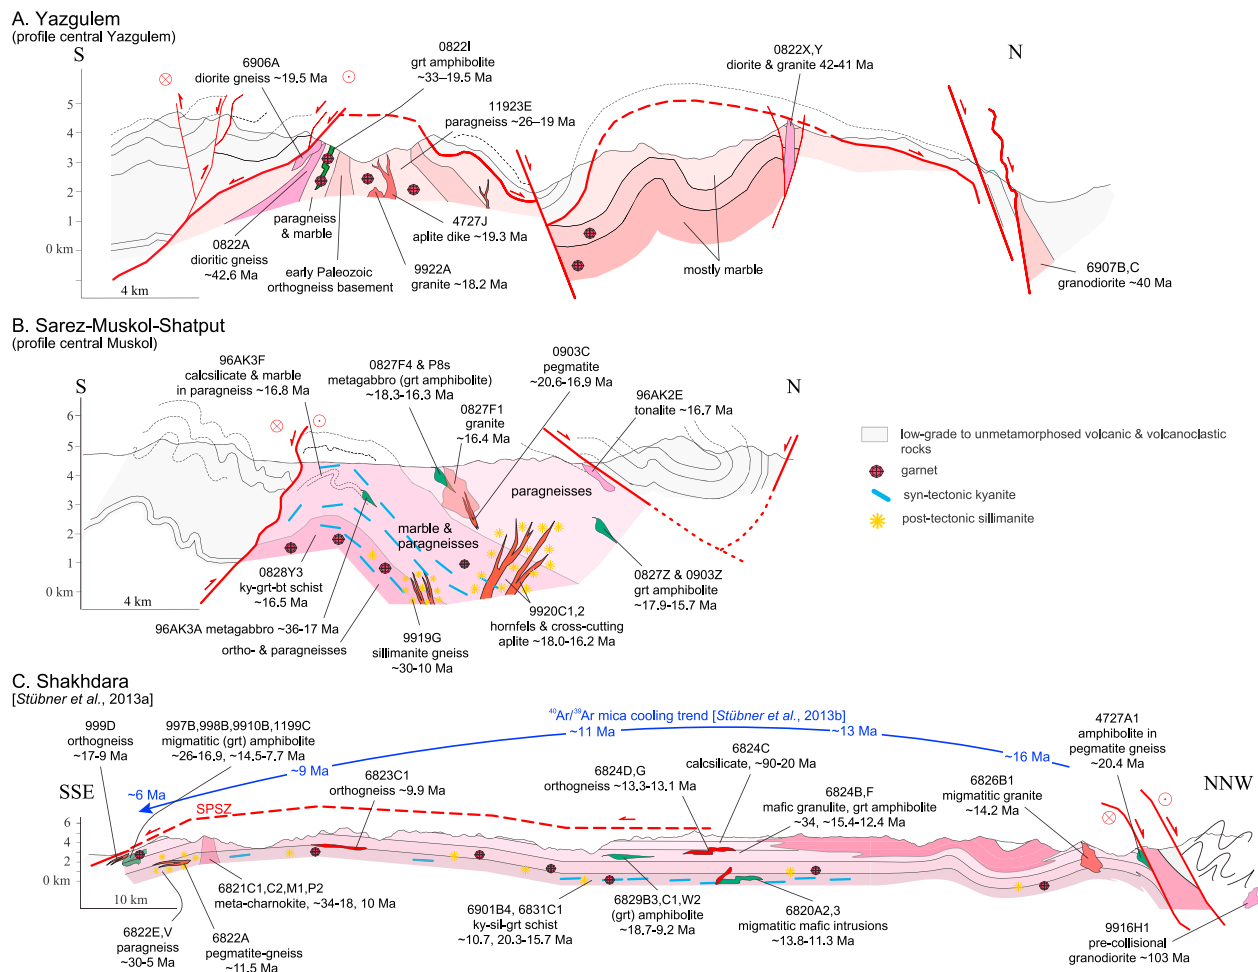 A. Yazgulem
(profile central Yazgulem)
S
N
6906A
diorite gneiss ~19.5 Ma
0822I
grt amphibolite
~33–19.5 Ma
11923E
paragneiss ~26–19 Ma
0822X,Y
diorite & granite 42-41 Ma
5
4
3
2
1
0 km
4 km
0822A
dioritic gneiss
~42.6 Ma
paragneiss
& marble
early Paleozoic
orthogneiss basement
4727J
aplite dike ~19.3 Ma
9922A
granite ~18.2 Ma
mostly marble
6907B,C
granodiorite ~40 Ma
B. Sarez-Muskol-Shatput
(profile central Muskol)
S
N
96AK3F
calcsilicate & marble
in paragneiss ~16.8 Ma
0827F4 & P8s
metagabbro (grt amphibolite)
~18.3-16.3 Ma
0827F1
granite
~16.4 Ma
0903C
pegmatite
~20.6-16.9 Ma
96AK2E
tonalite ~16.7 Ma
6
5
4
3
2
1
0 km
4 km
paragneisses
marble &
paragneisses
0828Y3
ky-grt-bt schist
~16.5 Ma
96AK3A metagabbro ~36-17 Ma
ortho- & paragneisses
9919G
sillimanite gneiss
~30-10 Ma
9920C1,2
hornfels & cross-cutting
aplite ~18.0-16.2 Ma
0827Z & 0903Z
grt amphibolite
~17.9-15.7 Ma
low-grade to unmetamorphosed volcanic & volcanoclastic
rocks
garnet
syn-tectonic kyanite
post-tectonic sillimanite
C. Shakhdara
[Stübner et al., 2013a]
SSE
NNW
999D
orthogneiss
~17-9 Ma
997B,998B,9910B,1199C
migmatitic (grt) amphibolite
~26-16.9, ~14.5-7.7 Ma
40Ar/39Ar mica cooling trend [Stübner et al., 2013b]
~6 Ma
~9 Ma
~11 Ma
~13 Ma
~16 Ma
SPSZ
6823C1
orthogneiss ~9.9 Ma
6824D,G
orthogneiss ~13.3-13.1 Ma
6824C
calcsilicate, ~90-20 Ma
6824B,F
mafic granulite, grt amphibolite
~34, ~15.4-12.4 Ma
6826B1
migmatitic granite
~14.2 Ma
4727A1
amphibolite in
pegmatite gneiss
~20.4 Ma
6
4
2
0 km
10 km
6822E,V
paragneiss
~30-5 Ma
6821C1,C2,M1,P2
meta-charnokite, ~34-18, 10 Ma
6822A
pegmatite-gneiss
~11.5 Ma
6901B4, 6831C1
ky-sil-grt schist
~10.7, 20.3-15.7 Ma
6829B3,C1,W2
(grt) amphibolite
~18.7-9.2 Ma
6820A2,3
migmatitic mafic intrusions
~13.8-11.3 Ma
9916H1
pre-collisional
granodiorite ~103 Ma